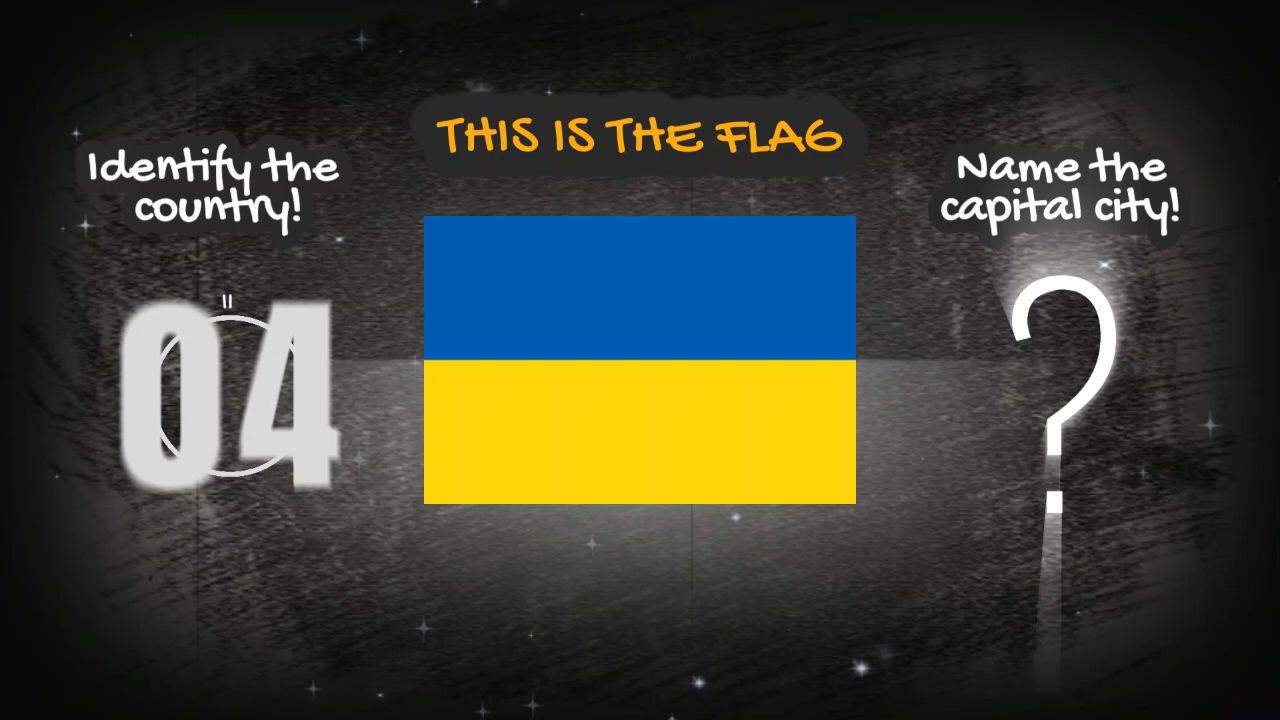 THIS IS THE FLAG
Identify the
country!
04
Name the
capital city!
?